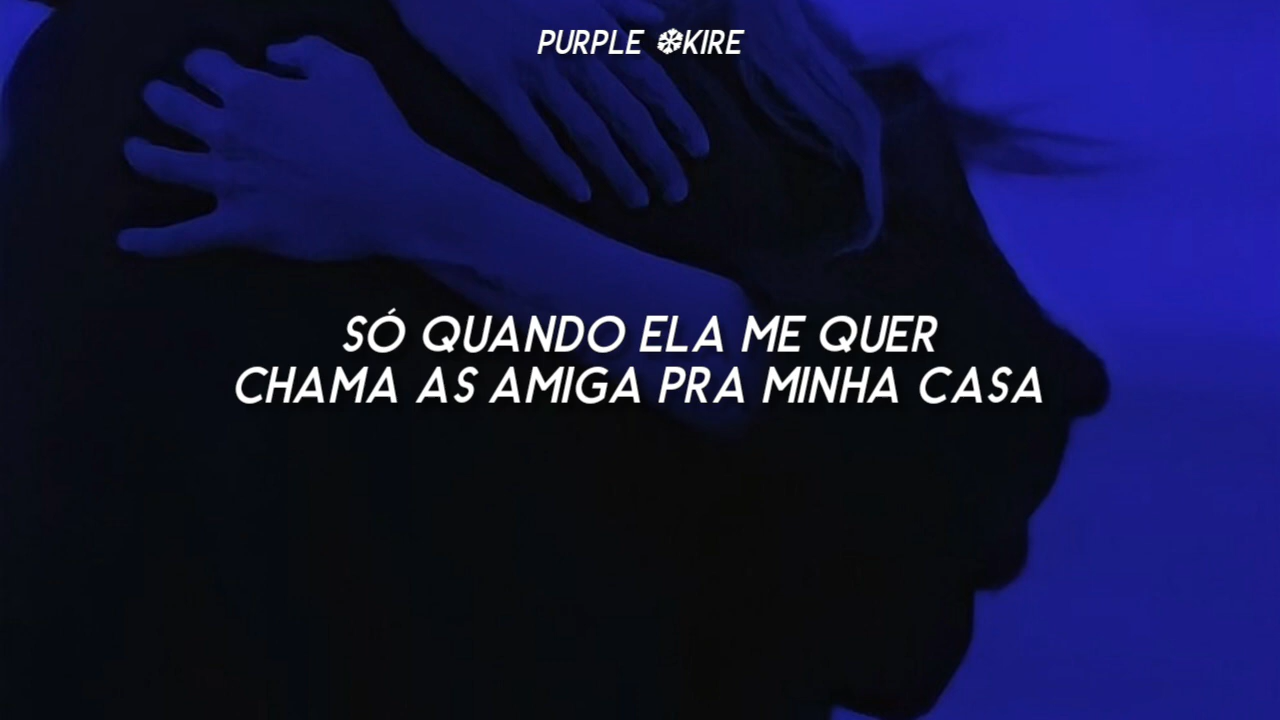 PURPLE ❄KIRE
SÓ QUANDO ELA ME QUER
CHAMA AS AMIGA PRA MINHA CASA